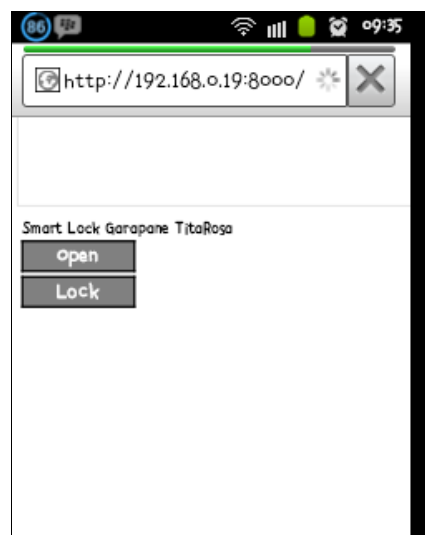 86 09:35
http://192.168.0.19:8000/
Smart Lock Garapane TitaRosa
Open
Lock